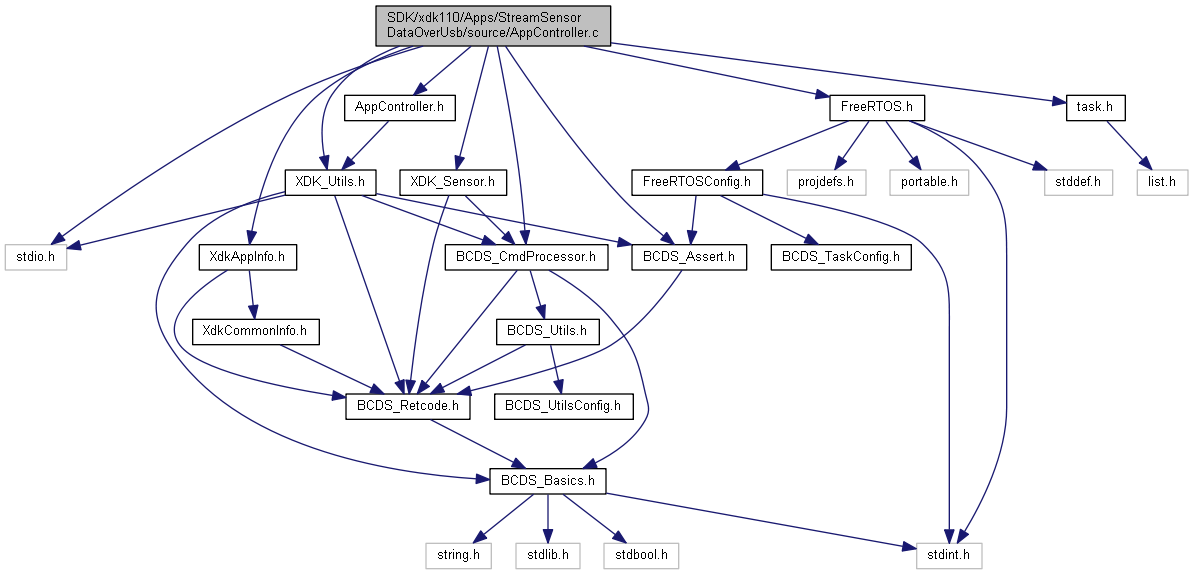 SDK/xdk110/Apps/StreamSensor
DataOverUsb/source/AppController.c
AppController.h
FreeRTOS.h
task.h
XDK_Utils.h
XDK_Sensor.h
FreeRTOSConfig.h
projdefs.h
portable.h
stddef.h
list.h
stdio.h
XdkAppInfo.h
BCDS_CmdProcessor.h
BCDS_Assert.h
BCDS_TaskConfig.h
XdkCommonInfo.h
BCDS_Utils.h
BCDS_Retcode.h
BCDS_UtilsConfig.h
BCDS_Basics.h
string.h
stdlib.h
stdbool.h
stdint.h